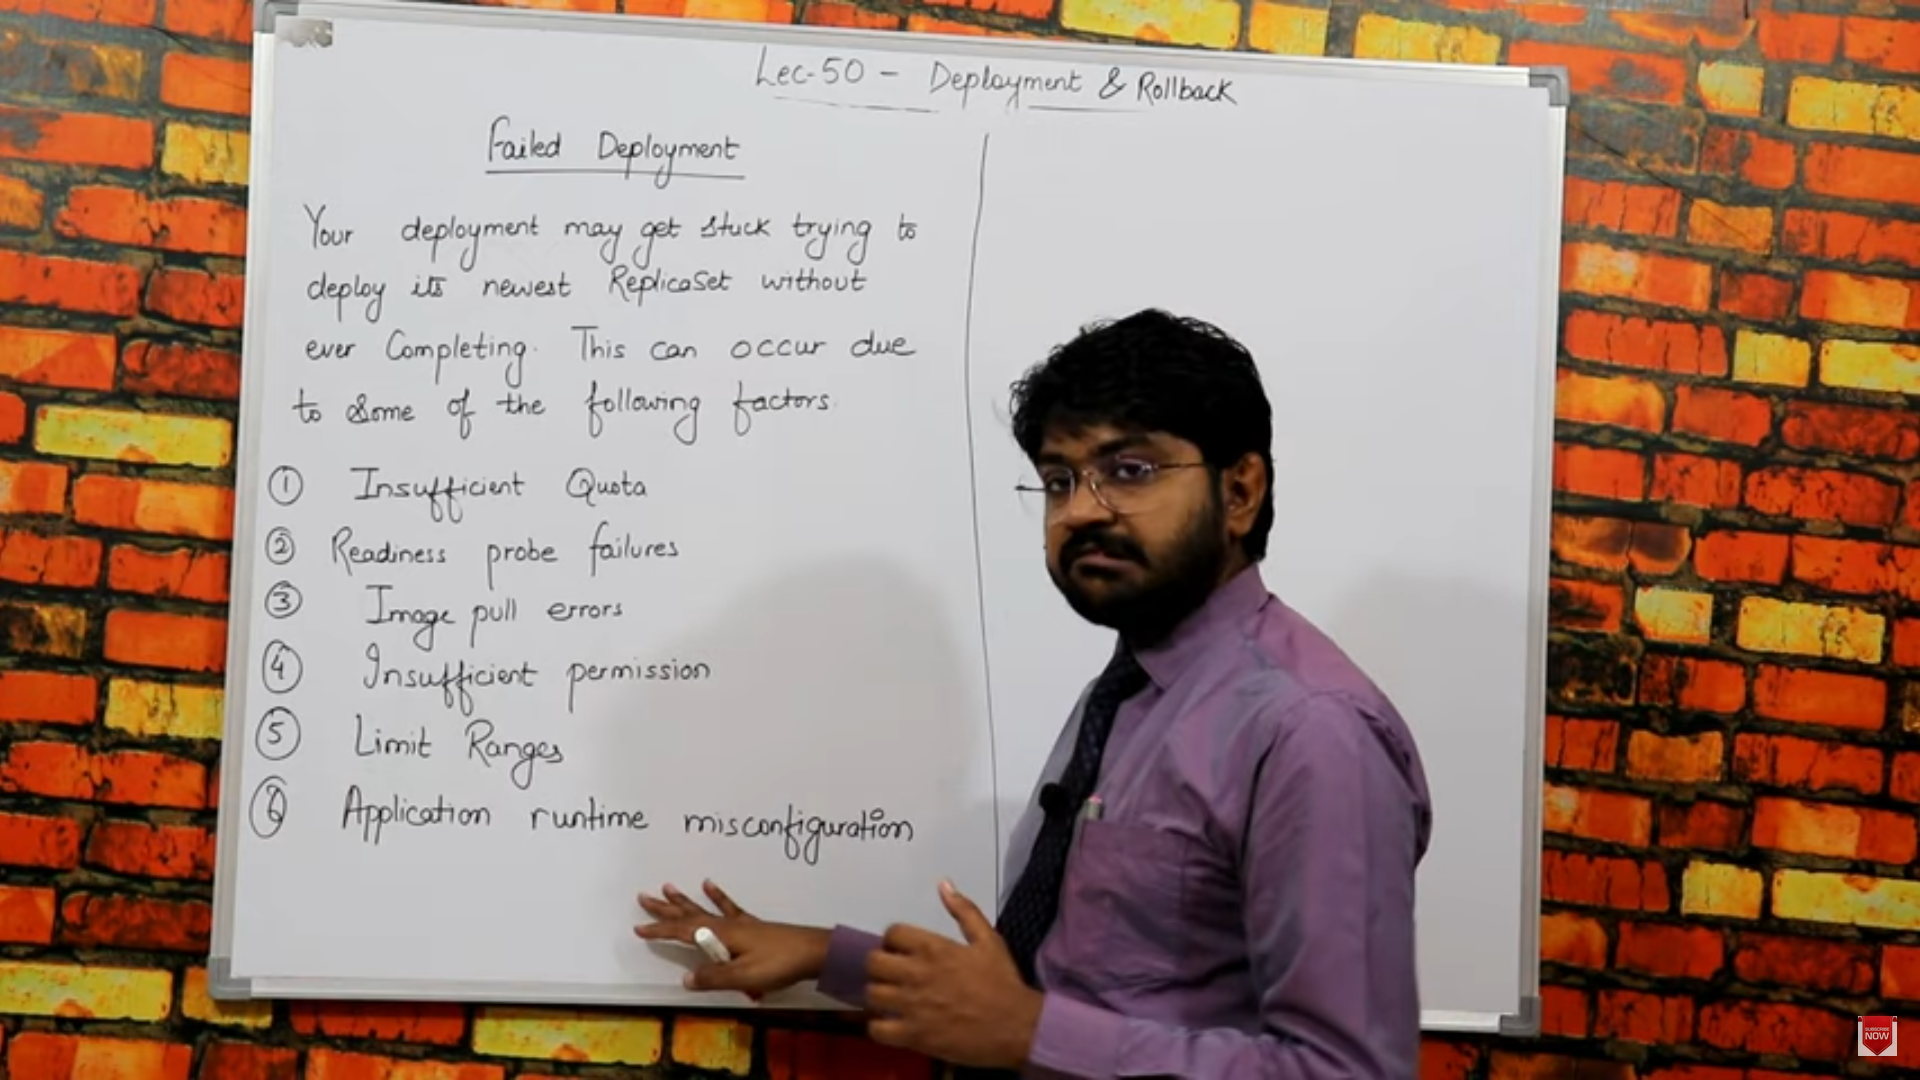 Lec-50 - Deployment & Rollback
Failed Deployment
Your deployment may get stuck trying to
deploy its newest ReplicaSet without
ever Completing. This can occur due
to some of the following factors.
① Insufficient Quota
② Readiness probe failures
③ Image pull errors
④ Insufficient permission
⑤ Limit Ranges
⑥ Application runtime misconfiguration
SUBSCRIBE
NOW